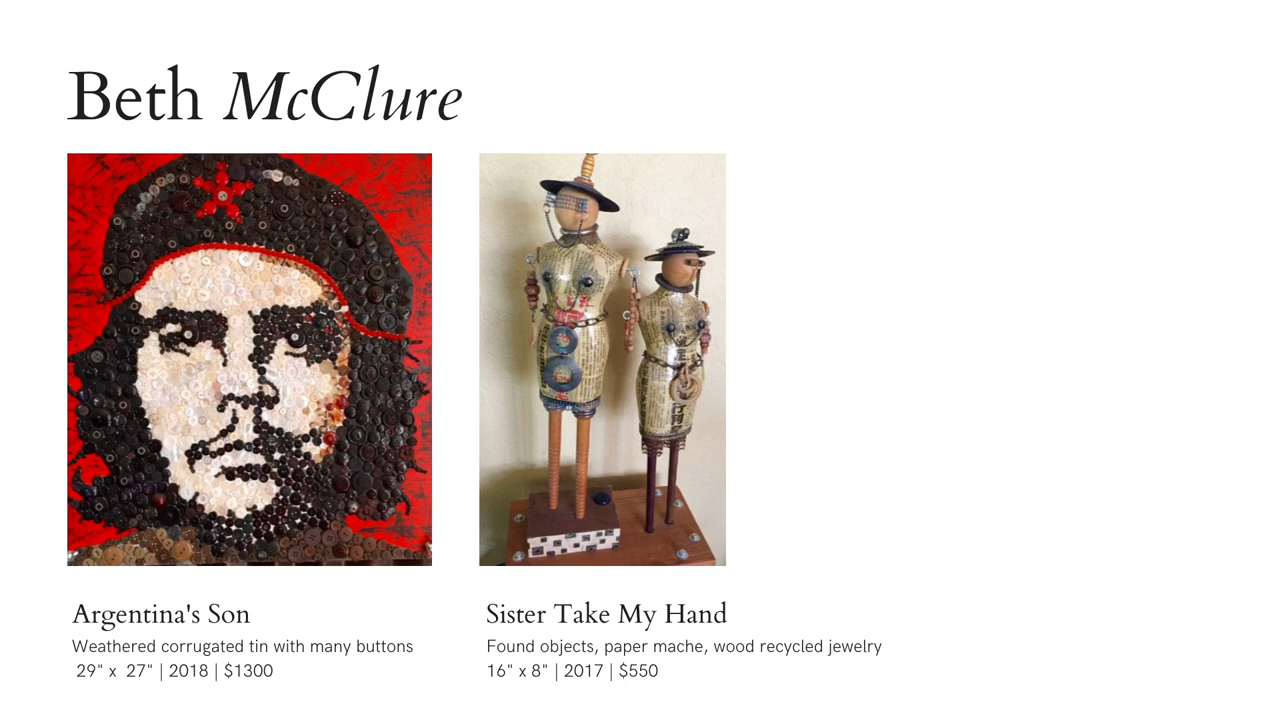 Beth McClure
Argentina's Son
Weathered corrugated tin with many buttons
29" x 27" | 2018 | $1300
Sister Take My Hand
Found objects, paper mache, wood recycled jewelry
16" x 8" | 2017 | $550